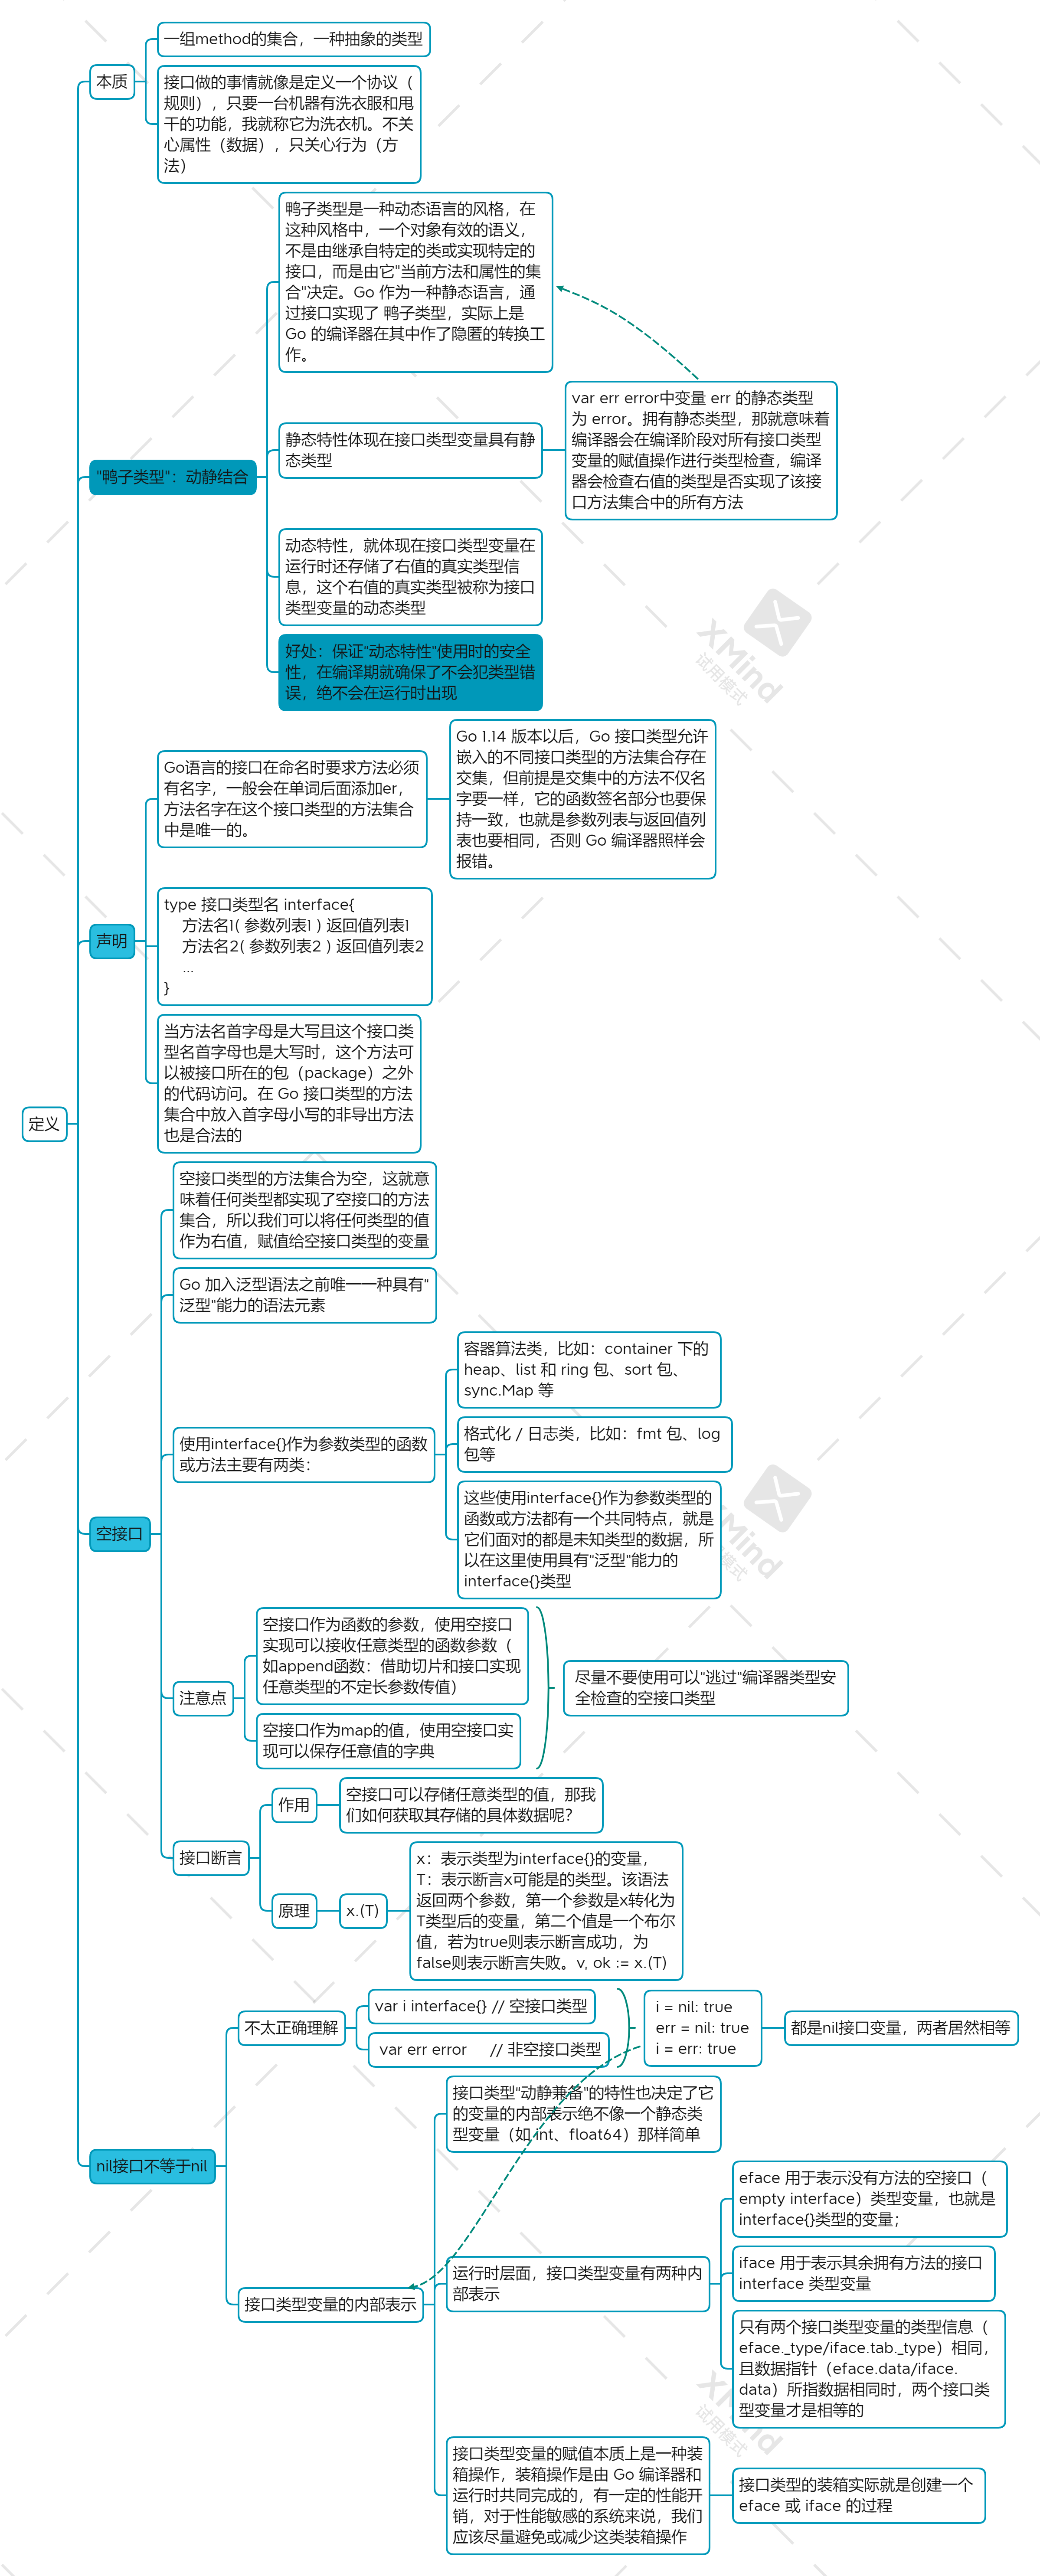 一组method的集合，一种抽象的类型
本质
接口做的事情就像是定义一个协议（
规则），只要一台机器有洗衣服和甩
干的功能，我就称它为洗衣机。不关
心属性（数据），只关心行为（方
法）
鸭子类型是一种动态语言的风格，在
这种风格中，一个对象有效的语义，
不是由继承自特定的类或实现特定的
接口，而是由它"当前方法和属性的集
合"决定。Go 作为一种静态语言，通
过接口实现了 鸭子类型，实际上是
Go 的编译器在其中作了隐匿的转换工
作。
"鸭子类型"：动静结合
静态特性体现在接口类型变量具有静
态类型
var err error中变量 err 的静态类型
为 error。拥有静态类型，那就意味着
编译器会在编译阶段对所有接口类型
变量的赋值操作进行类型检查，编译
器会检查右值的类型是否实现了该接
口方法集合中的所有方法
动态特性，就体现在接口类型变量在
运行时还存储了右值的真实类型信
息，这个右值的真实类型被称为接口
类型变量的动态类型
好处：保证"动态特性"使用时的安全
性，在编译期就确保了不会犯类型错
误，绝不会在运行时出现
Go语言的接口在命名时要求方法必须
有名字，一般会在单词后面添加er，
方法名字在这个接口类型的方法集合
中是唯一的。
Go 1.14 版本以后，Go 接口类型允许
嵌入的不同接口类型的方法集合存在
交集，但前提是交集中的方法不仅名
字要一样，它的函数签名部分也要保
持一致，也就是参数列表与返回值列
表也要相同，否则 Go 编译器照样会
报错。
声明
type 接口类型名 interface{
方法名1( 参数列表1 ) 返回值列表1
方法名2( 参数列表2 ) 返回值列表2
...
}
当方法名首字母是大写且这个接口类
型名首字母也是大写时，这个方法可
以被接口所在的包（package）之外
的代码访问。在 Go 接口类型的方法
集合中放入首字母小写的非导出方法
也是合法的
定义
空接口类型的方法集合为空，这就意
味着任何类型都实现了空接口的方法
集合，所以我们可以将任何类型的值
作为右值，赋值给空接口类型的变量
Go 加入泛型语法之前唯一一种具有"
泛型"能力的语法元素
空接口
使用interface{}作为参数类型的函数
或方法主要有两类：
容器算法类，比如：container 下的
heap、list 和 ring 包、sort 包、
sync.Map 等
格式化 / 日志类，比如：fmt 包、log
包等
这些使用interface{}作为参数类型的
函数或方法都有一个共同特点，就是
它们面对的都是未知类型的数据，所
以在这里使用具有"泛型"能力的
interface{}类型
注意点
空接口作为函数的参数，使用空接口
实现可以接收任意类型的函数参数（
如append函数：借助切片和接口实现
任意类型的不定长参数传值）
空接口作为map的值，使用空接口实
现可以保存任意值的字典
尽量不要使用可以"逃过"编译器类型安
全检查的空接口类型
接口断言
作用
空接口可以存储任意类型的值，那我
们如何获取其存储的具体数据呢？
原理
x.(T)
x：表示类型为interface{}的变量，
T：表示断言x可能是的类型。该语法
返回两个参数，第一个参数是x转化为
T类型后的变量，第二个值是一个布尔
值，若为true则表示断言成功，为
false则表示断言失败。v, ok := x.(T)
nil接口不等于nil
不太正确理解
var i interface{} // 空接口类型
var err error // 非空接口类型
i = nil: true
err = nil: true
i = err: true
都是nil接口变量，两者居然相等
接口类型变量的内部表示
接口类型"动静兼备"的特性也决定了它
的变量的内部表示绝不像一个静态类
型变量（如 int、float64）那样简单
运行时层面，接口类型变量有两种内
部表示
eface 用于表示没有方法的空接口（
empty interface）类型变量，也就是
interface{}类型的变量；
iface 用于表示其余拥有方法的接口
interface 类型变量
只有两个接口类型变量的类型信息（
eface._type/iface.tab._type）相同，
且数据指针（eface.data/iface.
data）所指数据相同时，两个接口类
型变量才是相等的
接口类型变量的赋值本质上是一种装
箱操作，装箱操作是由 Go 编译器和
运行时共同完成的，有一定的性能开
销，对于性能敏感的系统来说，我们
应该尽量避免或减少这类装箱操作
接口类型的装箱实际就是创建一个
eface 或 iface 的过程
XMind
试用模式